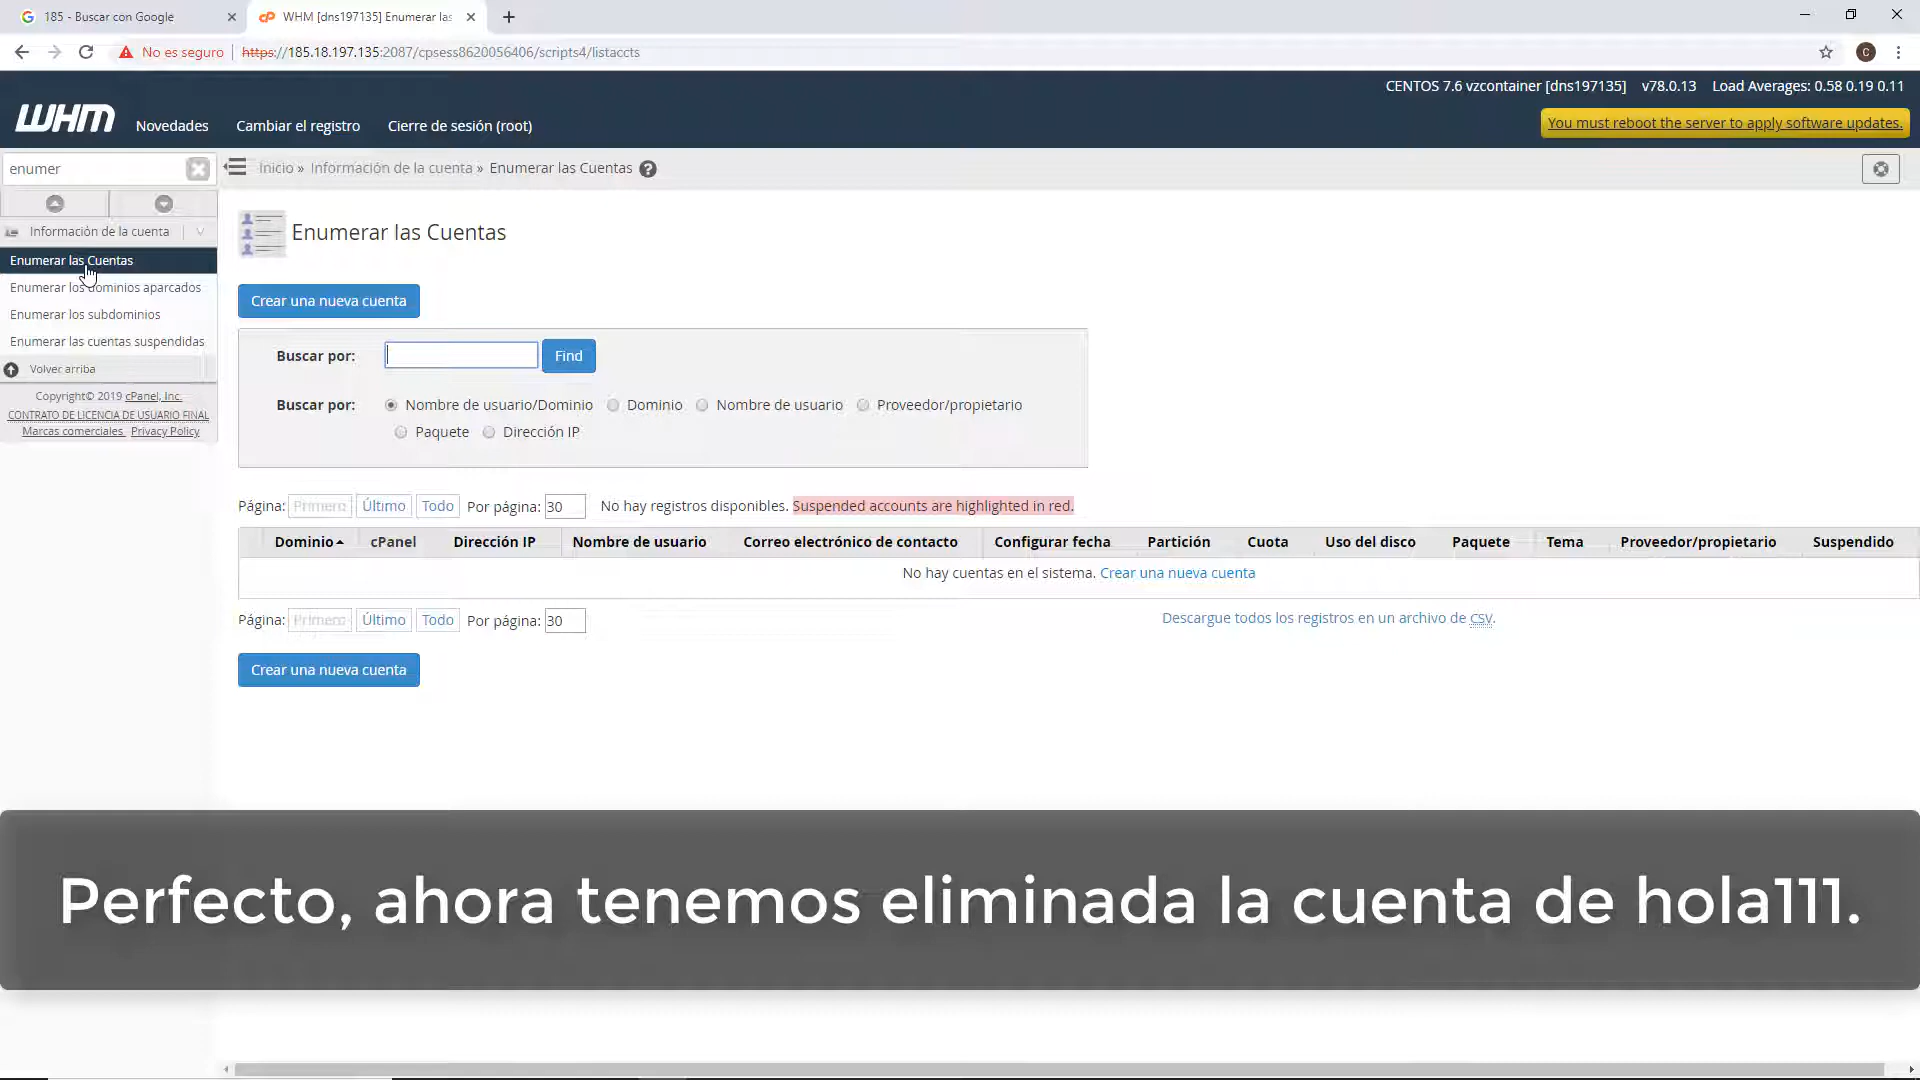 185 - Buscar con Google
WHM [dns197135] Enumerar las
No es seguro
https://185.18.197.135:2087/cpsess8620056406/scripts4/listaccts
C
CENTOS 7.6 vzcontainer [dns197135] v78.0.13 Load Averages: 0.58 0.19 0.11
WHM
Novedades
Cambiar el registro
Cierre de sesión (root)
You must reboot the server to apply software updates.
enumer
Inicio » Información de la cuenta » Enumerar las Cuentas
Información de la cuenta
Enumerar las Cuentas
Enumerar los dominios aparcados
Enumerar los subdominios
Enumerar las cuentas suspendidas
Volver arriba
Copyright© 2019 cPanel, Inc.
CONTRATO DE LICENCIA DE USUARIO FINAL
Marcas comerciales Privacy Policy
Enumerar las Cuentas
Crear una nueva cuenta
Buscar por:
Find
Buscar por: Nombre de usuario/Dominio Dominio Nombre de usuario Proveedor/propietario
Paquete Dirección IP
Página: Primero Último Todo Por página: 30 No hay registros disponibles. Suspended accounts are highlighted in red.
Dominio cPanel Dirección IP Nombre de usuario Correo electrónico de contacto Configurar fecha Partición Cuota Uso del disco Paquete Tema Proveedor/propietario Suspendido
No hay cuentas en el sistema. Crear una nueva cuenta
Página: Primero Último Todo Por página: 30
Descargue todos los registros en un archivo de CSV.
Crear una nueva cuenta
Perfecto, ahora tenemos eliminada la cuenta de hola111.